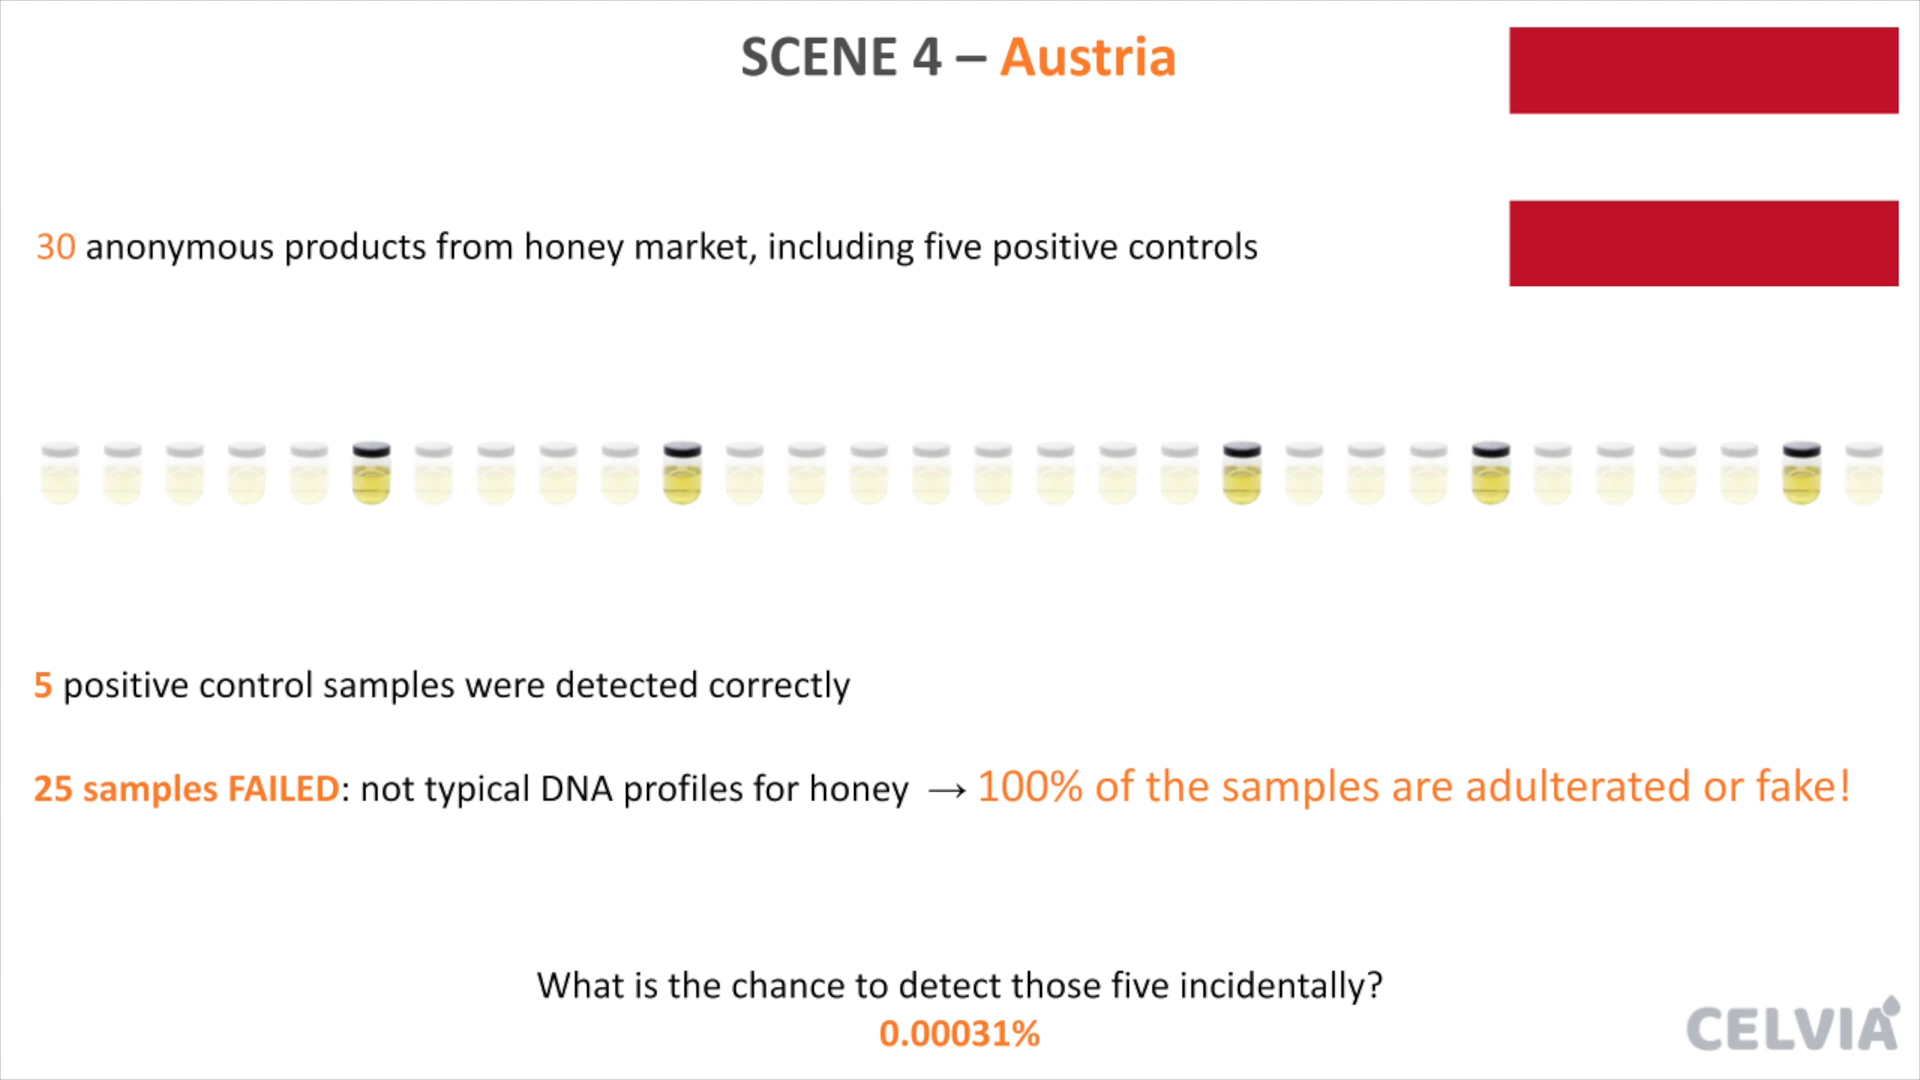 SCENE 4 – Austria
30 anonymous products from honey market, including five positive controls
5 positive control samples were detected correctly
25 samples FAILED: not typical DNA profiles for honey → 100% of the samples are adulterated or fake!
What is the chance to detect those five incidentally?
0.00031%
CELVIA